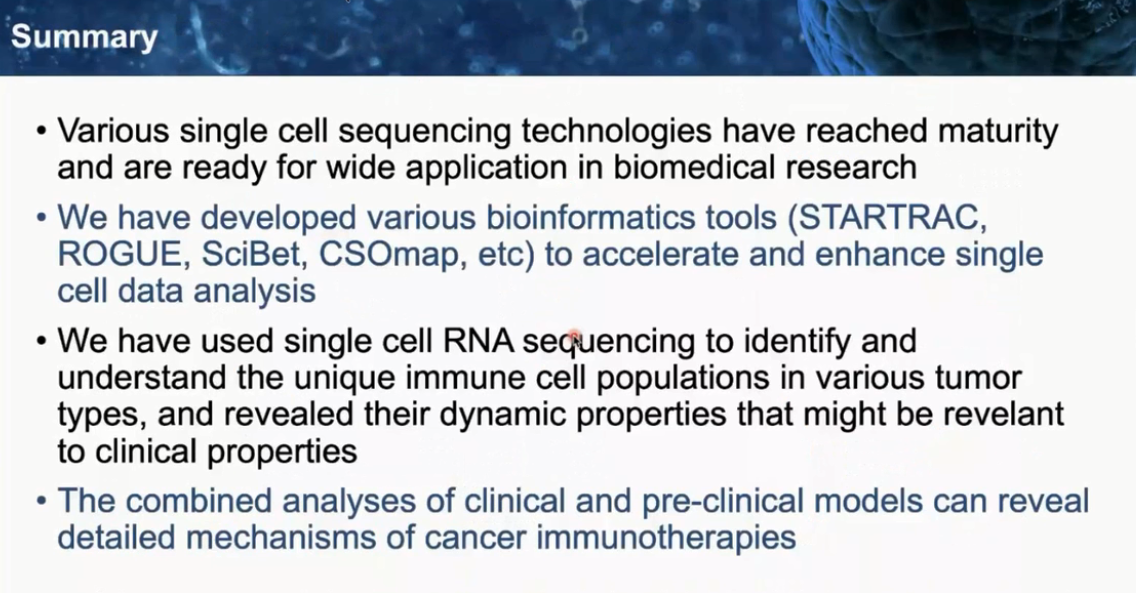 Summary
• Various single cell sequencing technologies have reached maturity
and are ready for wide application in biomedical research
• We have developed various bioinformatics tools (STARTRAC,
ROGUE, SciBet, CSOmap, etc) to accelerate and enhance single
cell data analysis
• We have used single cell RNA sequencing to identify and
understand the unique immune cell populations in various tumor
types, and revealed their dynamic properties that might be revelant
to clinical properties
• The combined analyses of clinical and pre-clinical models can reveal
detailed mechanisms of cancer immunotherapies